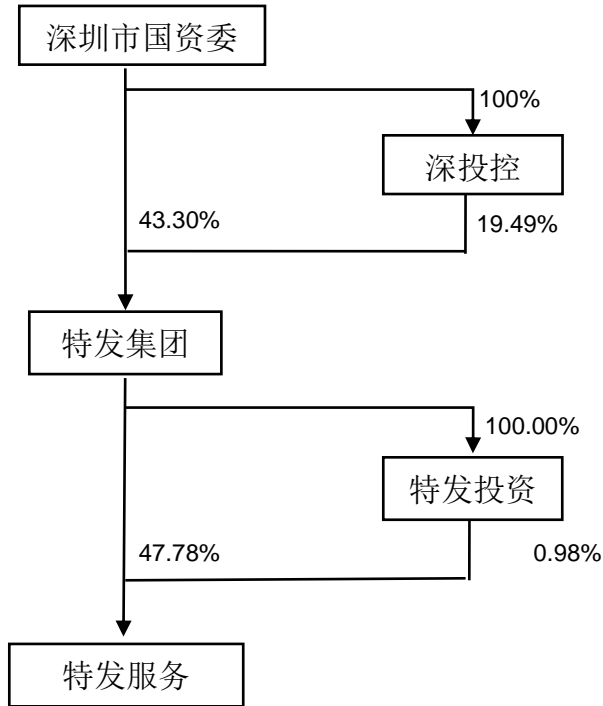 深圳市国资委
100%
深投控
43.30%
19.49%
特发集团
100.00%
特发投资
47.78%
0.98%
特发服务